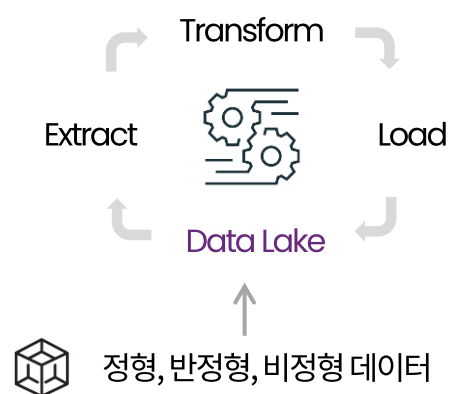 Transform
Extract
Load
Data Lake
정형, 반정형, 비정형 데이터